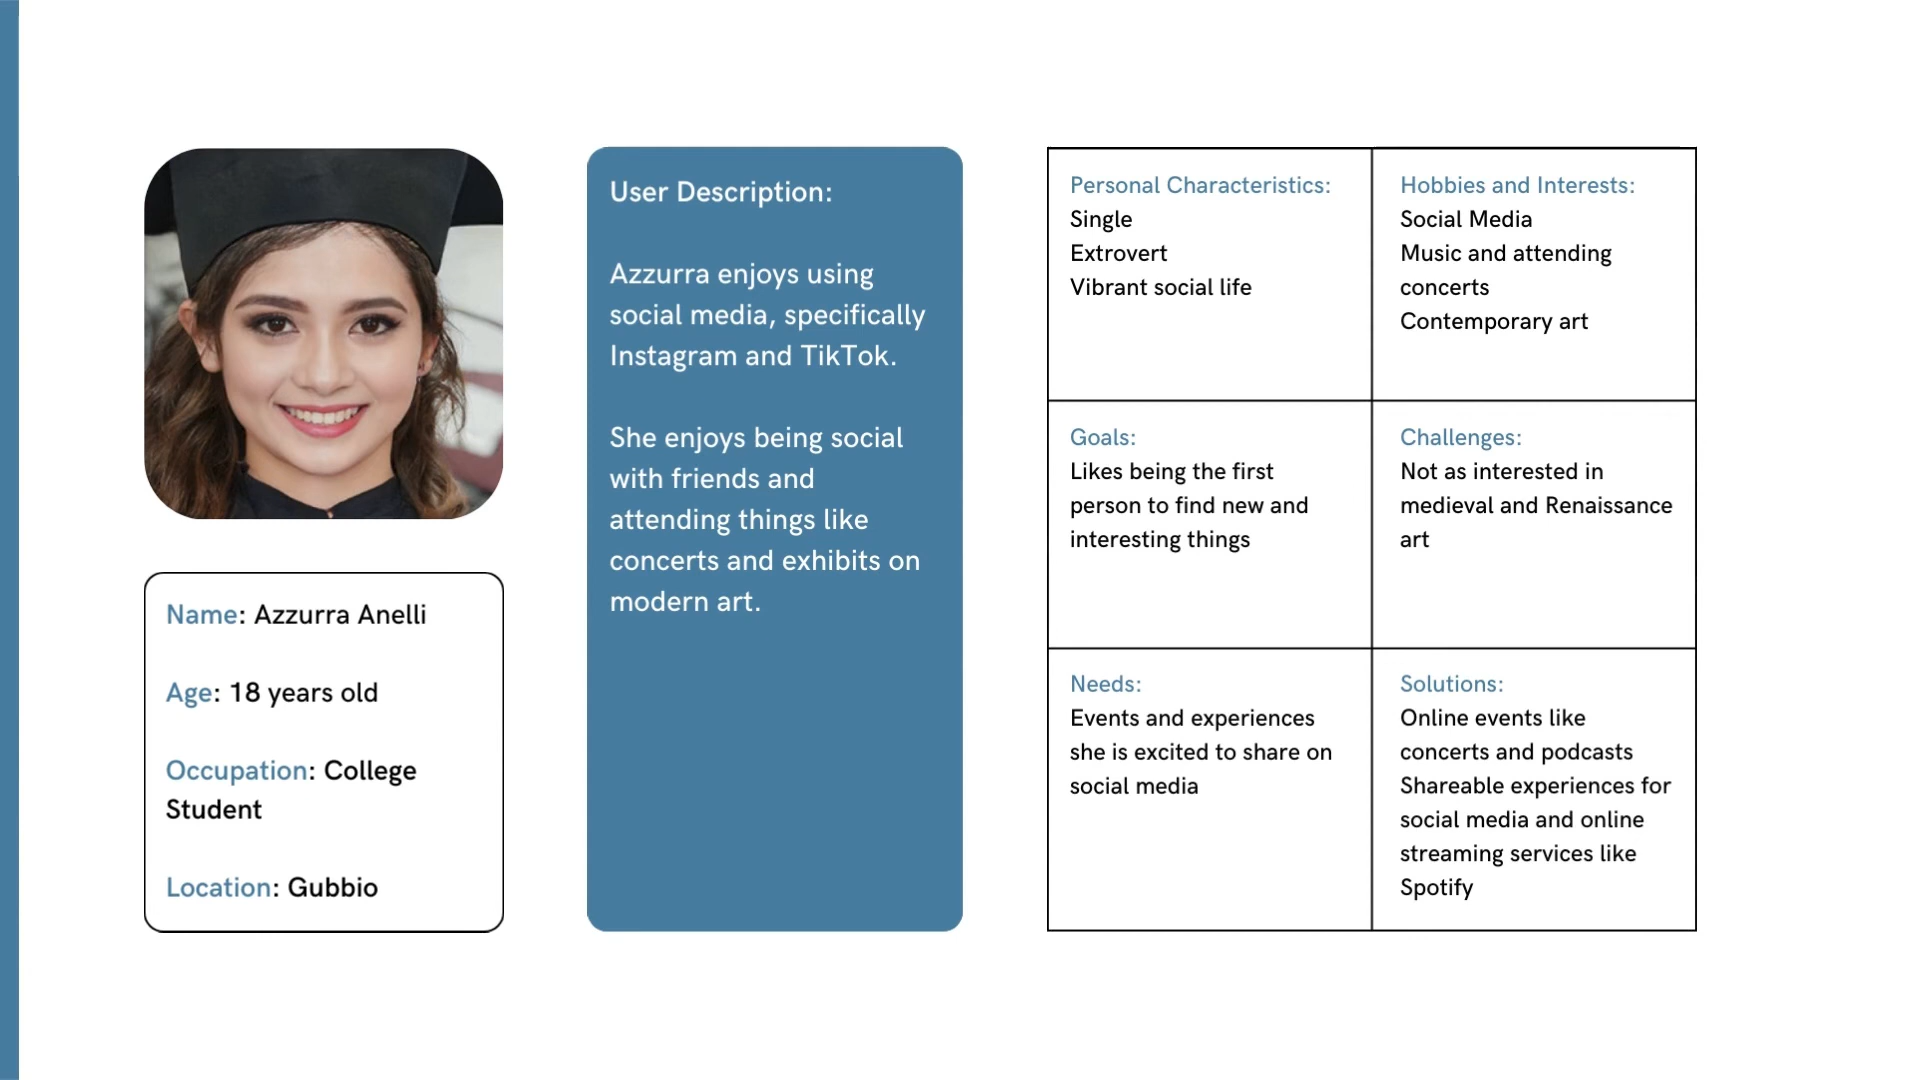 Name: Azzurra Anelli
Age: 18 years old
Occupation: College
Student
Location: Gubbio
User Description:
Azzurra enjoys using
social media, specifically
Instagram and TikTok.
She enjoys being social
with friends and
attending things like
concerts and exhibits on
modern art.
Personal Characteristics:
Single
Extrovert
Vibrant social life
Hobbies and Interests:
Social Media
Music and attending
concerts
Contemporary art
Goals:
Likes being the first
person to find new and
interesting things
Challenges:
Not as interested in
medieval and Renaissance
art
Needs:
Events and experiences
she is excited to share on
social media
Solutions:
Online events like
concerts and podcasts
Shareable experiences for
social media and online
streaming services like
Spotify